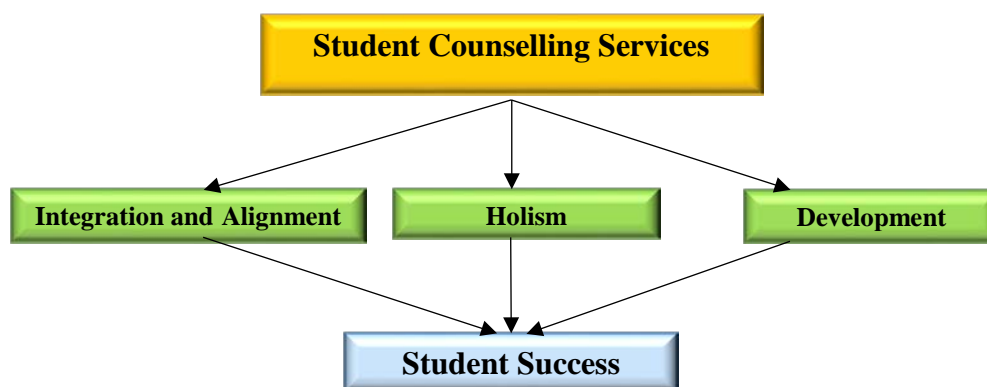 Student Counselling Services
Integration and Alignment
Holism
Development
Student Success